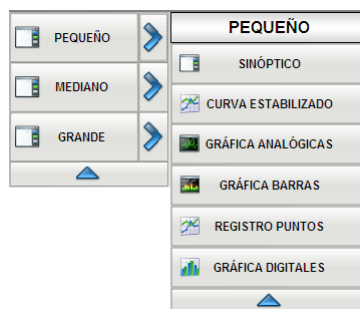 PEQUEÑO
MEDIANO
GRANDE
PEQUEÑO
SINÓPTICO
CURVA ESTABILIZADO
GRÁFICA ANALÓGICAS
GRÁFICA BARRAS
REGISTRO PUNTOS
GRÁFICA DIGITALES